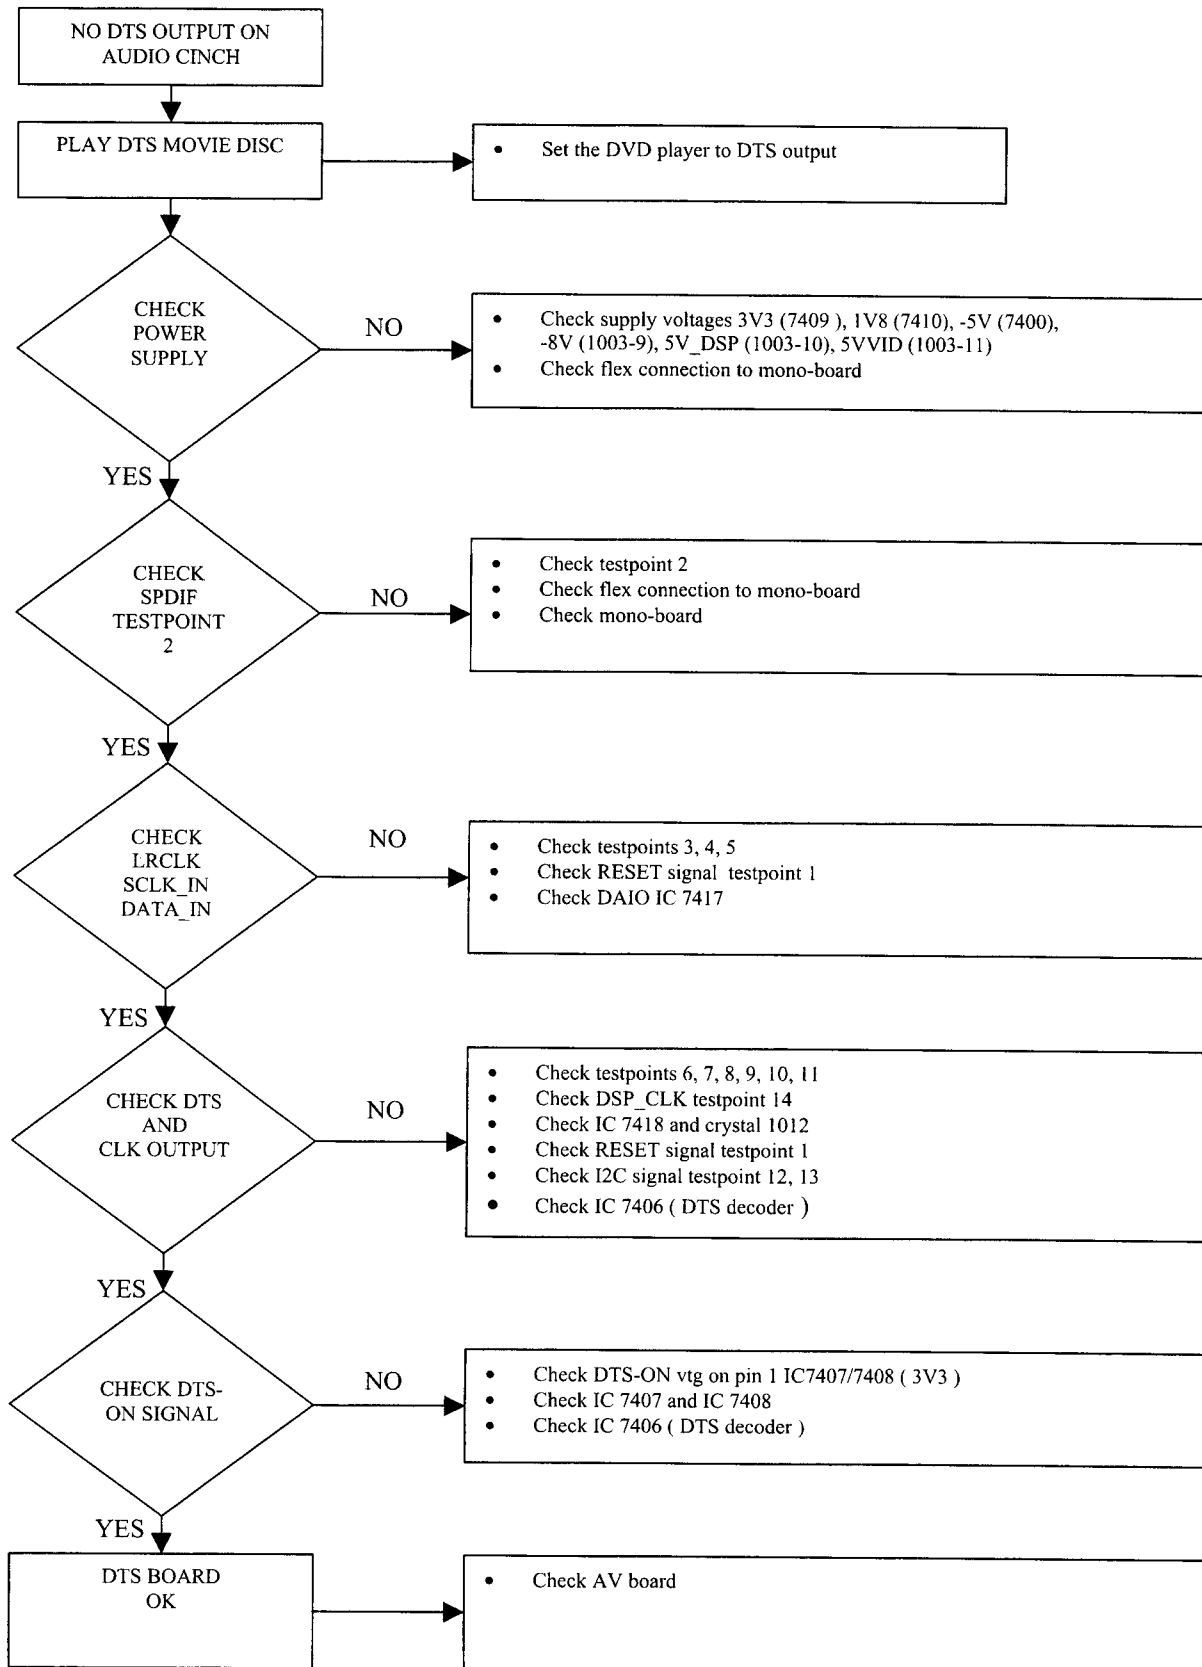 NO DTS OUTPUT ON
AUDIO CINCH
PLAY DTS MOVIE DISC
• Set the DVD player to DTS output
CHECK
POWER
SUPPLY
NO
• Check supply voltages 3V3 (7409 ), 1V8 (7410), -5V (7400),
-8V (1003-9), 5V_DSP (1003-10), 5VVID (1003-11)
• Check flex connection to mono-board
YES
CHECK
SPDIF
TESTPOINT
2
NO
• Check testpoint 2
• Check flex connection to mono-board
• Check mono-board
YES
CHECK
LRCLK
SCLK_IN
DATA_IN
NO
• Check testpoints 3, 4, 5
• Check RESET signal testpoint 1
• Check DAIO IC 7417
YES
CHECK DTS
AND
CLK OUTPUT
NO
• Check testpoints 6, 7, 8, 9, 10, 11
• Check DSP_CLK testpoint 14
• Check IC 7418 and crystal 1012
• Check RESET signal testpoint 1
• Check I2C signal testpoint 12, 13
• Check IC 7406 ( DTS decoder )
YES
CHECK DTS-
ON SIGNAL
NO
• Check DTS-ON vtg on pin 1 IC7407/7408 ( 3V3 )
• Check IC 7407 and IC 7408
• Check IC 7406 ( DTS decoder )
YES
DTS BOARD
OK
• Check AV board